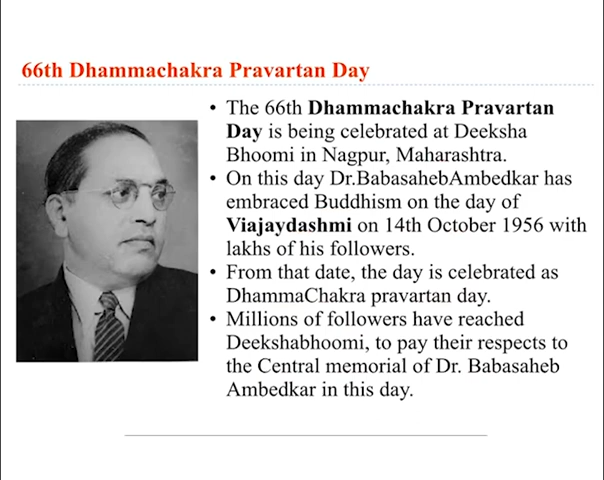 66th Dhammachakra Pravartan Day
• The 66th Dhammachakra Pravartan
Day is being celebrated at Deeksha
Bhoomi in Nagpur, Maharashtra.
• On this day Dr.BabasahebAmbedkar has
embraced Buddhism on the day of
Viajaydashmi on 14th October 1956 with
lakhs of his followers.
• From that date, the day is celebrated as
DhammaChakra pravartan day.
• Millions of followers have reached
Deekshabhoomi, to pay their respects to
the Central memorial of Dr. Babasaheb
Ambedkar in this day.